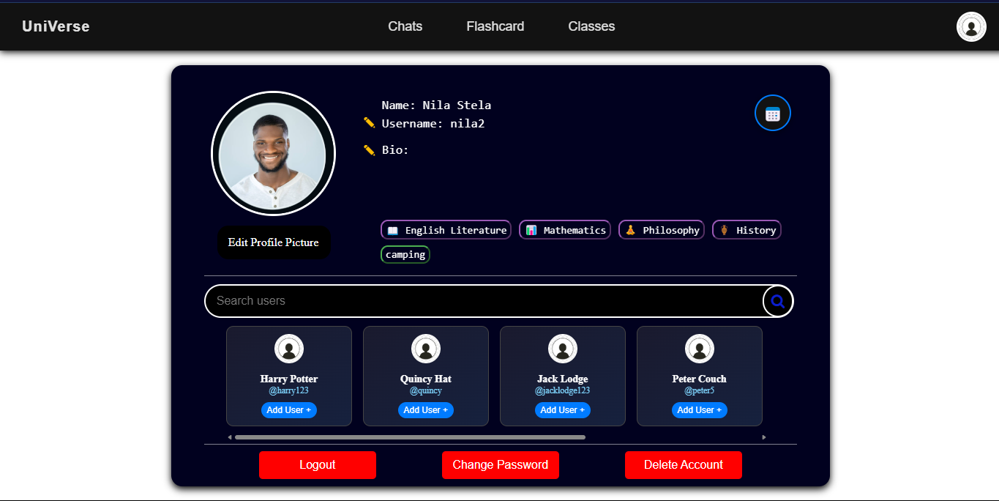 UniVerse Chats Flashcard Classes
Name: Nila Stela
Username: nila2
Bio:
Edit Profile Picture
English Literature Mathematics Philosophy History
camping
Search users
Harry Potter Quincy Hat Jack Lodge Peter Couch
@harry123 @quincy @jacklodge123 @peter5
Add User + Add User + Add User + Add User +
Logout Change Password Delete Account